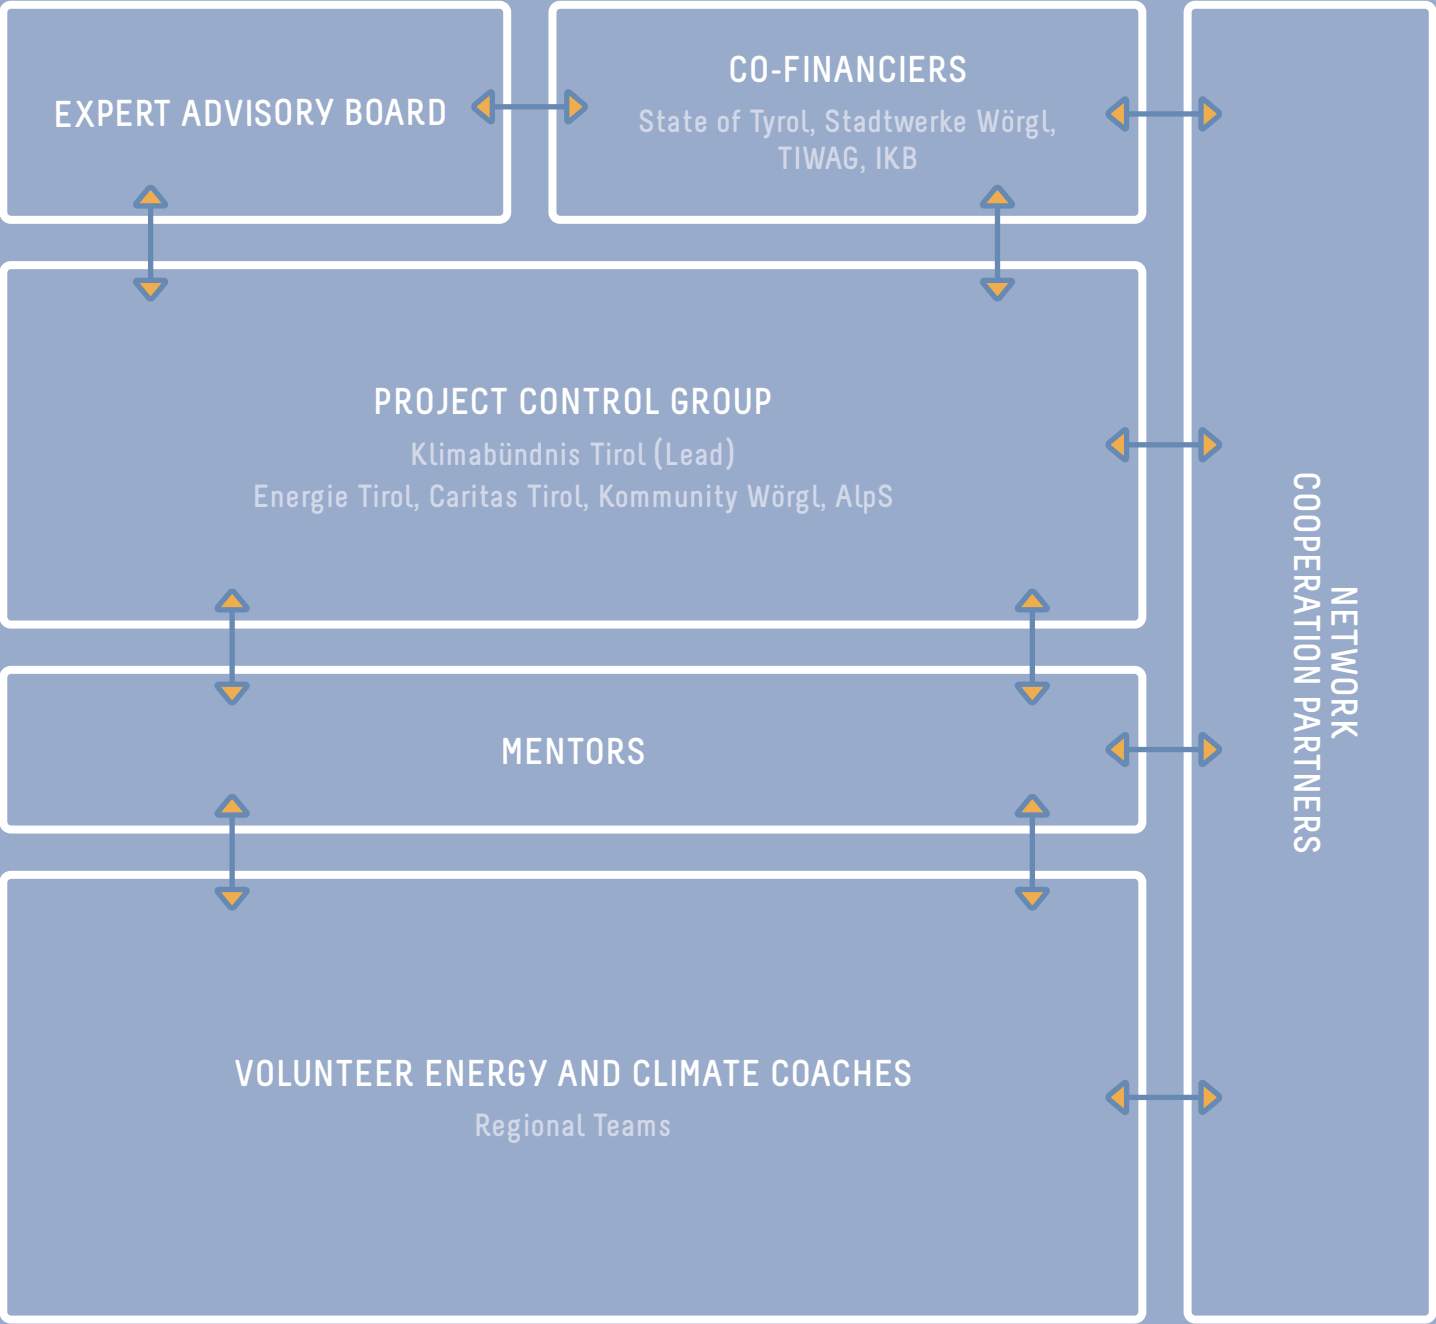 EXPERT ADVISORY BOARD
CO-FINANCIERS
State of Tyrol, Stadtwerke Wörgl,
TIWAG, IKB
PROJECT CONTROL GROUP
Klimabündnis Tirol (Lead)
Energie Tirol, Caritas Tirol, Kommunity Wörgl, AlpS
MENTORS
VOLUNTEER ENERGY AND CLIMATE COACHES
Regional Teams
NETWORK
COOPERATION PARTNERS